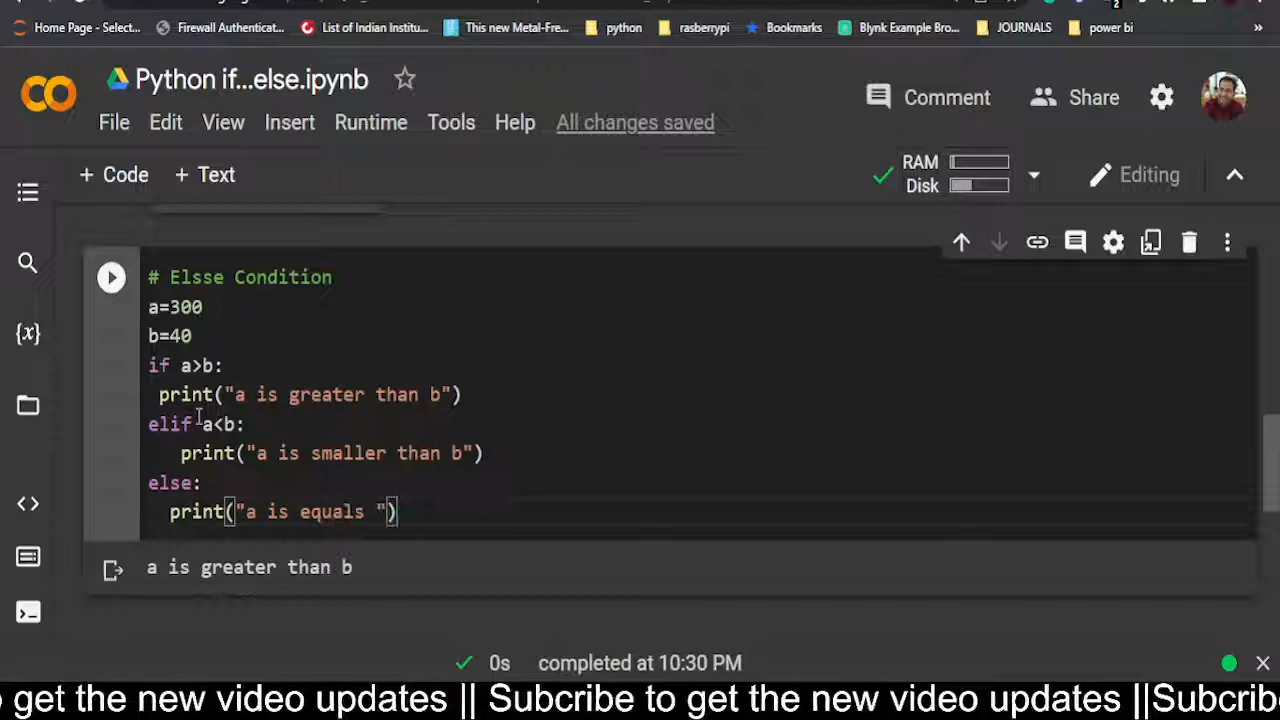 Home Page - Select... Firewall Authenticat... List of Indian Institu... This new Metal-Fre... python rasberrypi Bookmarks Blynk Example Bro... JOURNALS power bi »
Python if...else.ipynb
Comment Share
File Edit View Insert Runtime Tools Help All changes saved
+ Code + Text
RAM
Disk
Editing
{x}
# Elsse Condition
a=300
b=40
if a>b:
print("a is greater than b")
elif a<b:
print("a is smaller than b")
else:
print("a is equals ")
a is greater than b
0s completed at 10:30 PM
to get the new video updates || Subcribe to get the new video updates ||Subcrib